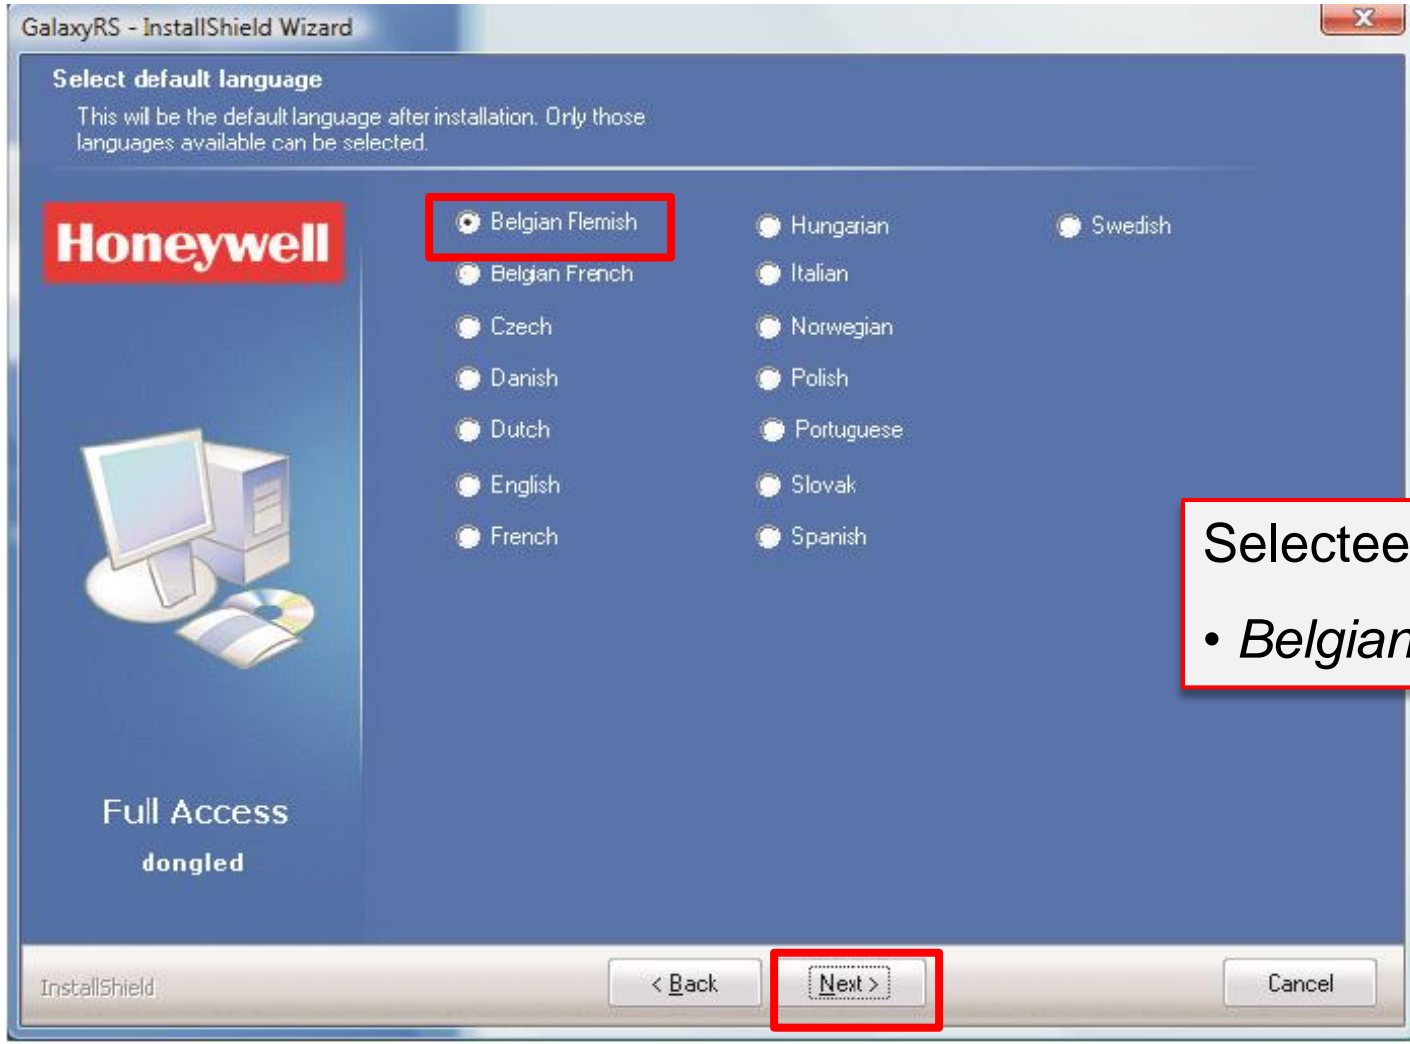 GalaxyRS - InstallShield Wizard
Select default language
This will be the default language after installation. Only those
languages available can be selected.
Honeywell
Belgian Flemish
Belgian French
Czech
Danish
Dutch
English
French
Hungarian
Italian
Norwegian
Polish
Portuguese
Slovak
Spanish
Swedish
Selectee
• Belgian
Full Access
dongled
InstallShield
< Back
Next >
Cancel